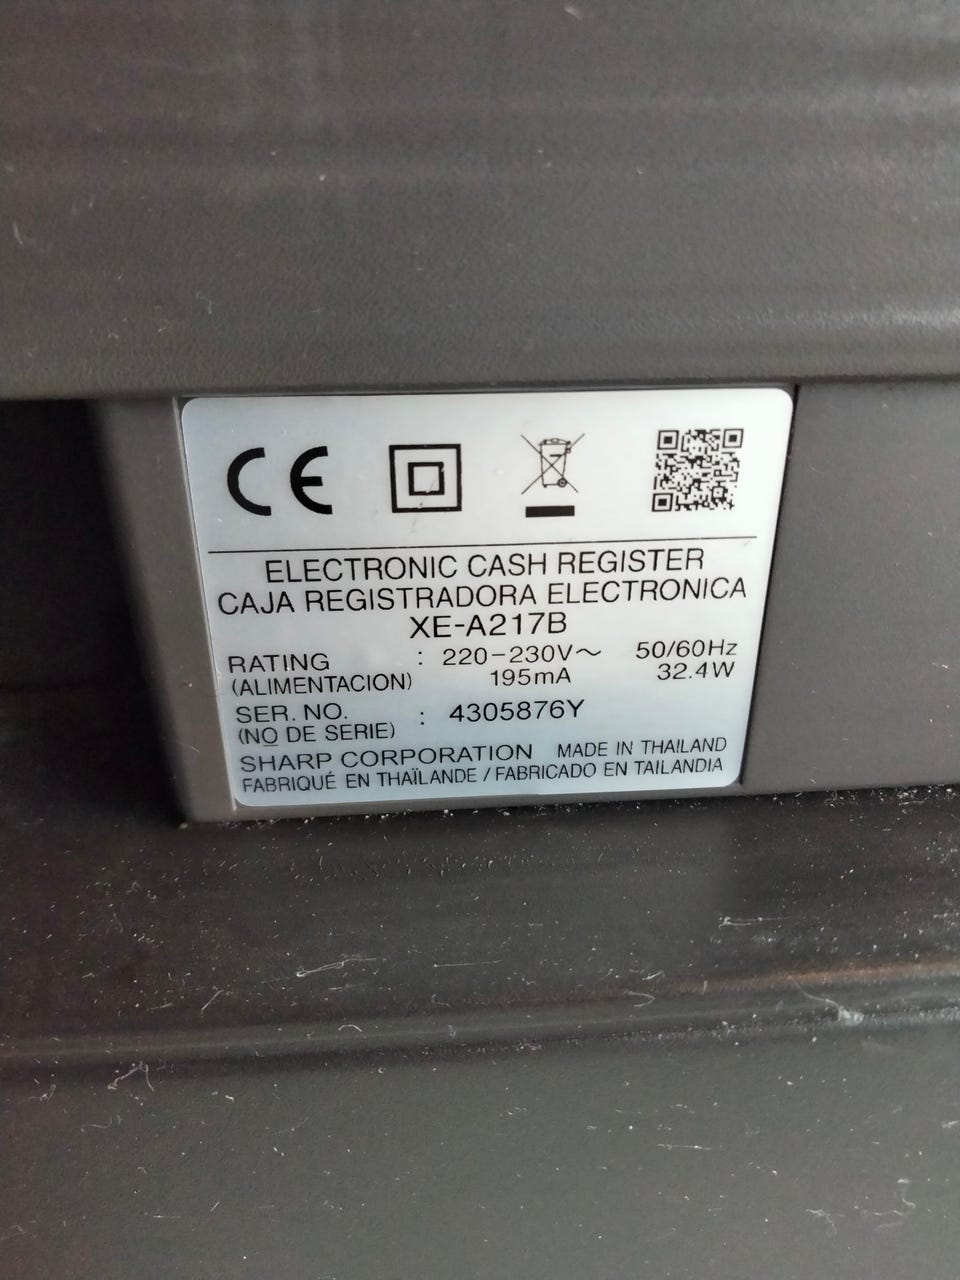 CE
ELECTRONIC CASH REGISTER
CAJA REGISTRADORA ELECTRONICA
XE-A217B
RATING : 220-230V~ 50/60Hz
(ALIMENTACION) 195mA 32.4W
SER. NO. : 4305876Y
(NO DE SERIE)
SHARP CORPORATION MADE IN THAILAND
FABRIQUÉ EN THAÏLANDE / FABRICADO EN TAILANDIA